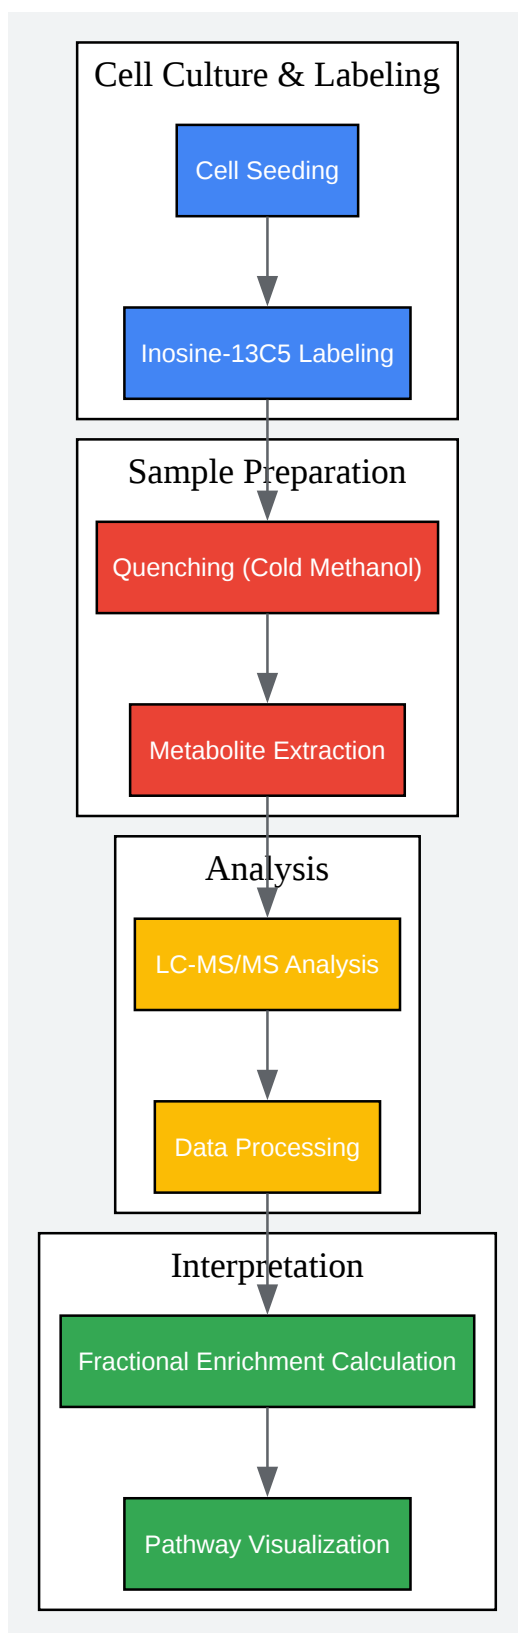 Cell Culture & Labeling
Cell Seeding
Inosine-13C5 Labeling
Sample Preparation
Quenching (Cold Methanol)
Metabolite Extraction
Analysis
LC-MS/MS Analysis
Data Processing
Interpretation
Fractional Enrichment Calculation
Pathway Visualization